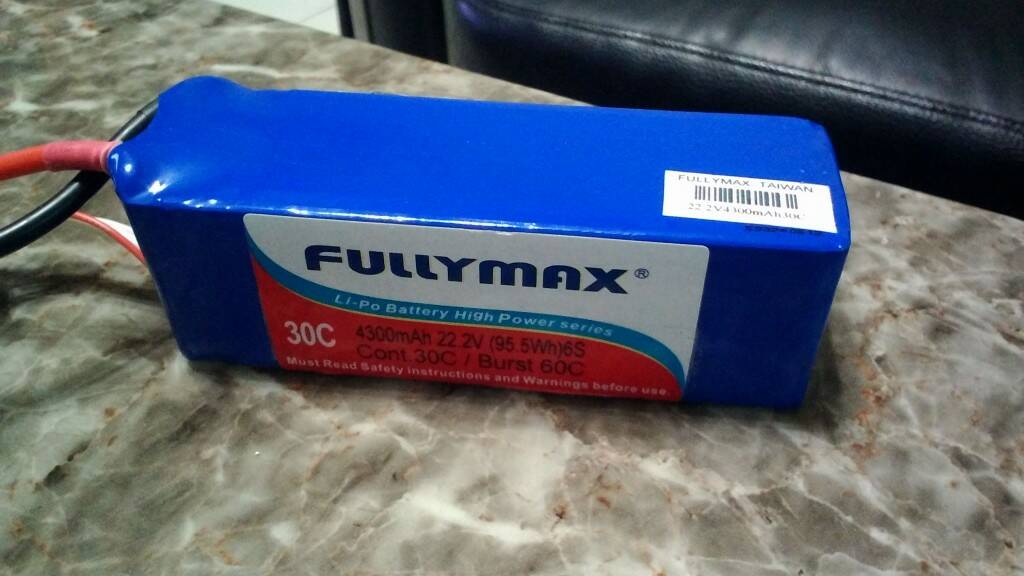 FULLYMAX TAIWAN
22.2V4300mAh30C
FULLYMAX®
Li-Po Battery High Power series
30C
4300mAh 22.2V (95.5Wh)6S
Cont.30C / Burst 60C
Must Read Safety instructions and Warnings before use.